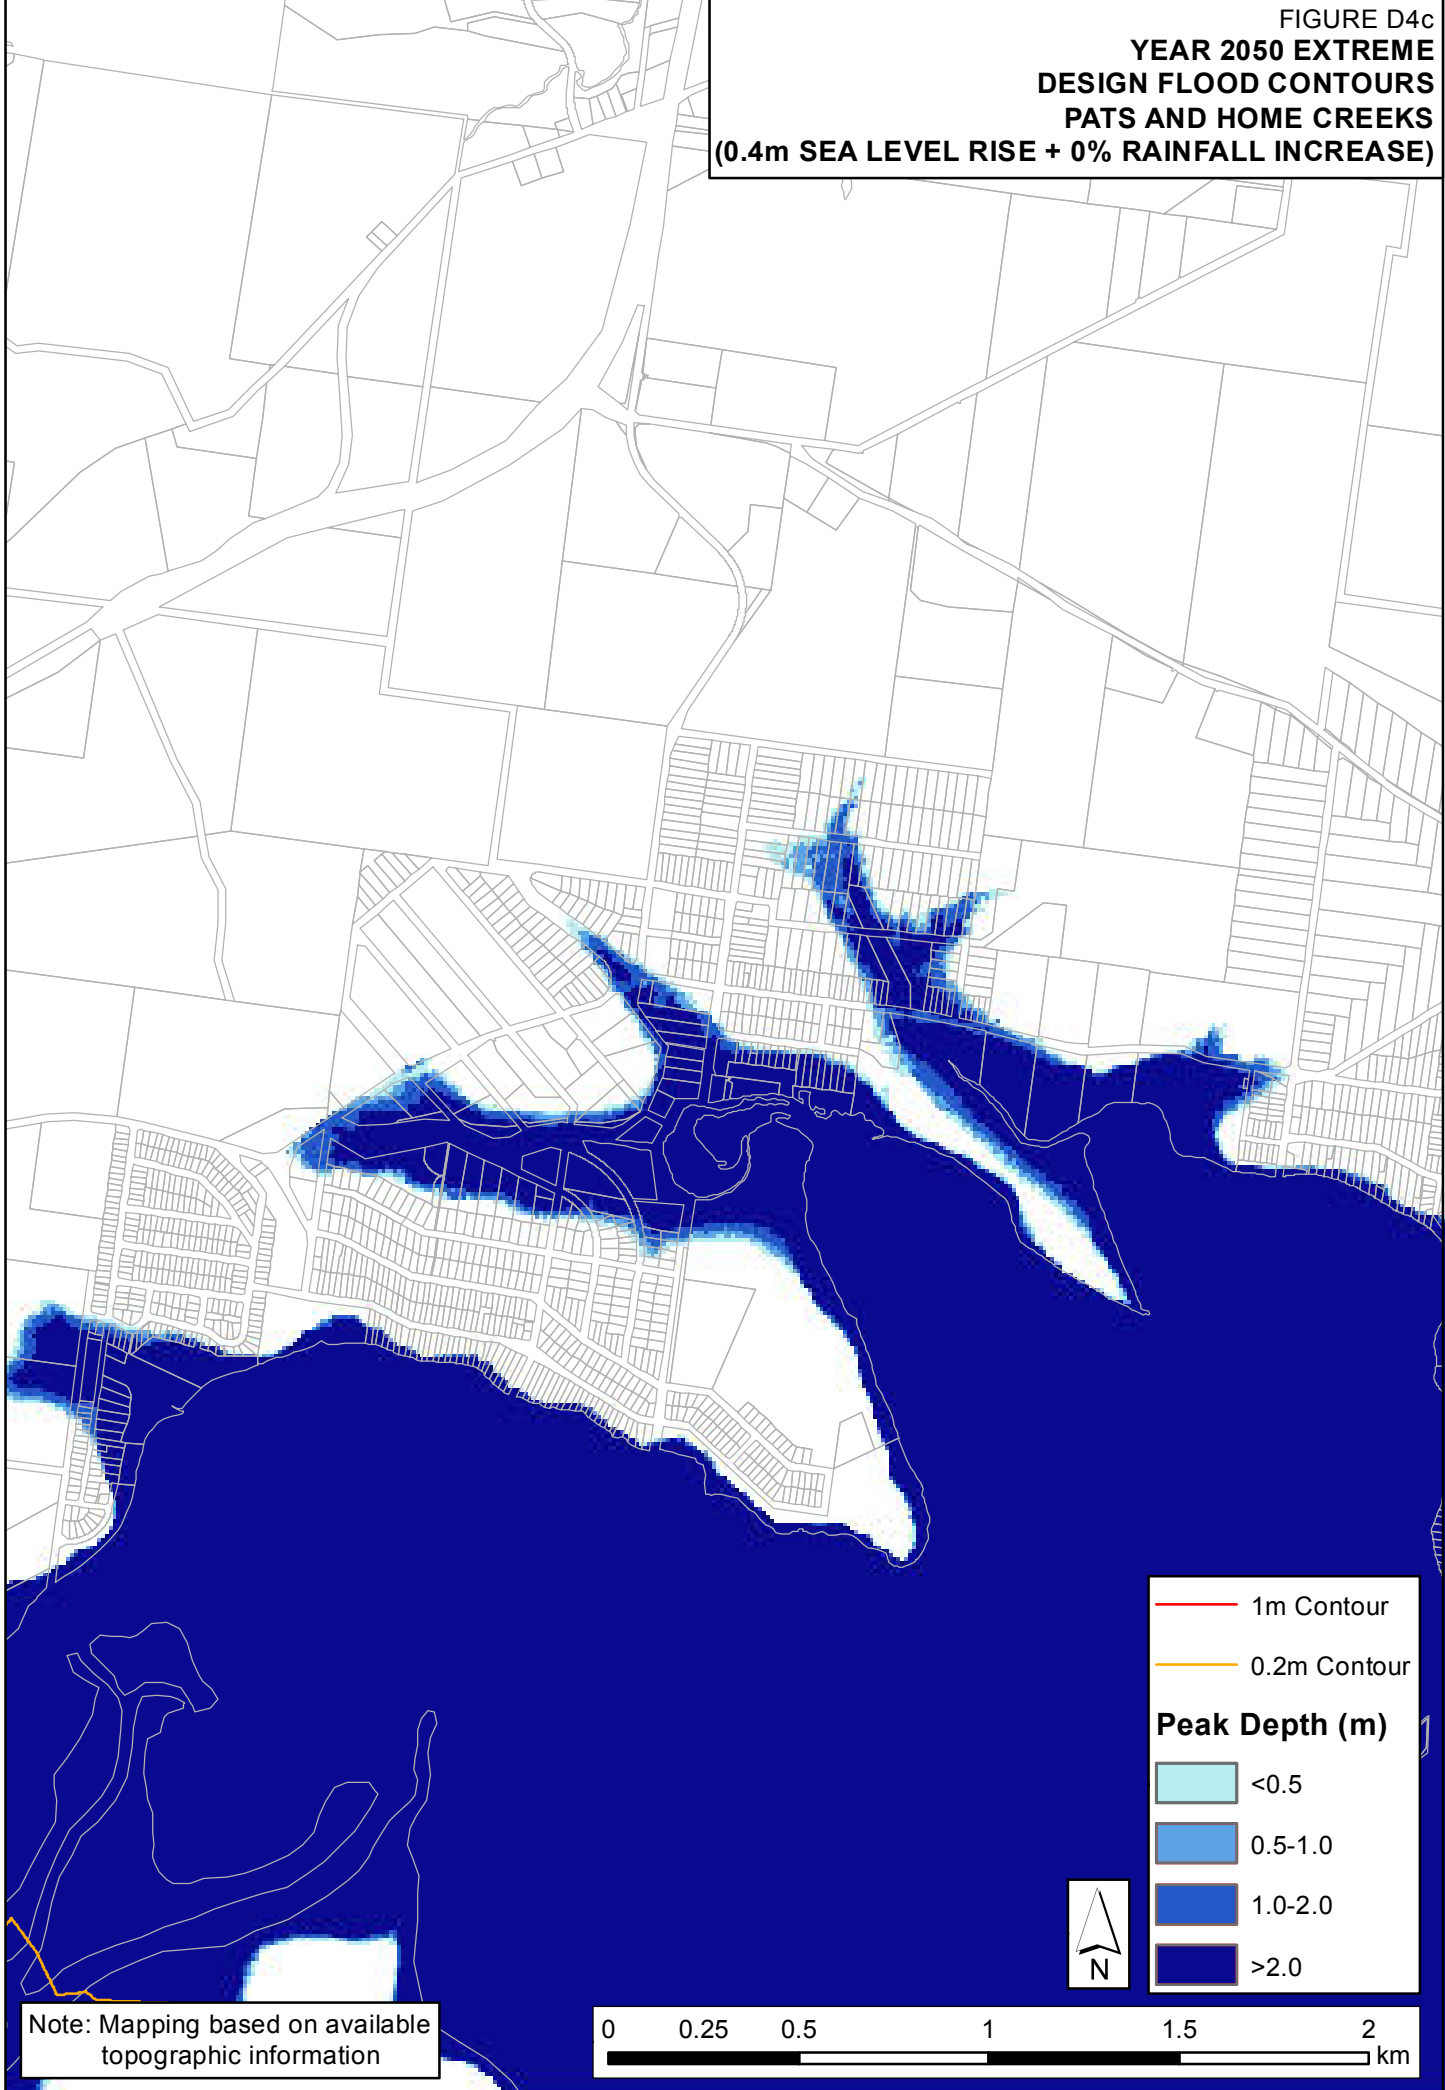 FIGURE D4c
YEAR 2050 EXTREME
DESIGN FLOOD CONTOURS
PATS AND HOME CREEKS
(0.4m SEA LEVEL RISE + 0% RAINFALL INCREASE)
1m Contour
0.2m Contour
Peak Depth (m)
<0.5
0.5-1.0
1.0-2.0
>2.0
N
Note: Mapping based on available
topographic information
0 0.25 0.5 1 1.5 2
km